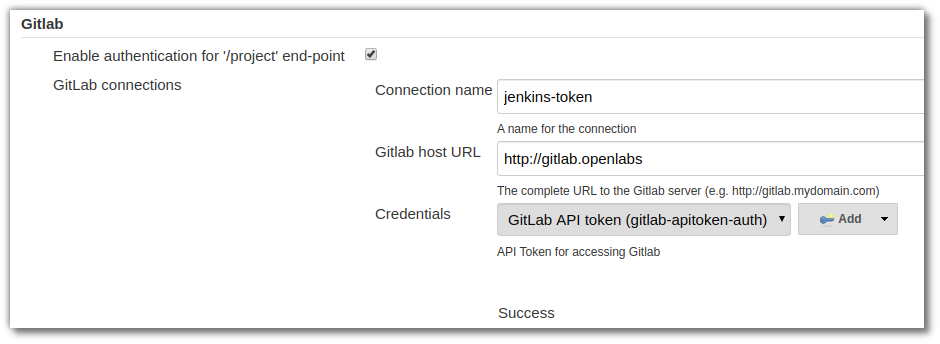 Gitlab
Enable authentication for '/project' end-point
GitLab connections
Connection name
jenkins-token
A name for the connection
Gitlab host URL
http://gitlab.openlabs
The complete URL to the Gitlab server (e.g. http://gitlab.mydomain.com)
Credentials
GitLab API token (gitlab-apitoken-auth)
Add
API Token for accessing Gitlab
Success